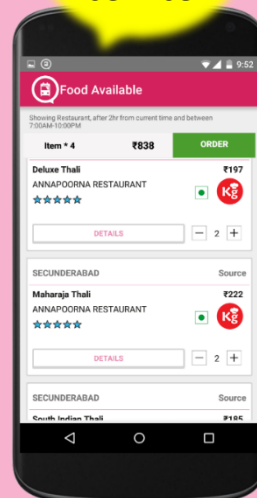 9:52
Food Available
Showing Restaurant, after 2hr from current time and between
7:00AM-10:00PM
Item * 4 ₹838 ORDER
Deluxe Thali ₹197
ANNAPOORNA RESTAURANT
Kg
DETAILS
2
SECUNDERABAD Source
Maharaja Thali ₹222
ANNAPOORNA RESTAURANT
Kg
DETAILS
2
SECUNDERABAD Source
South Indian Thali ₹185